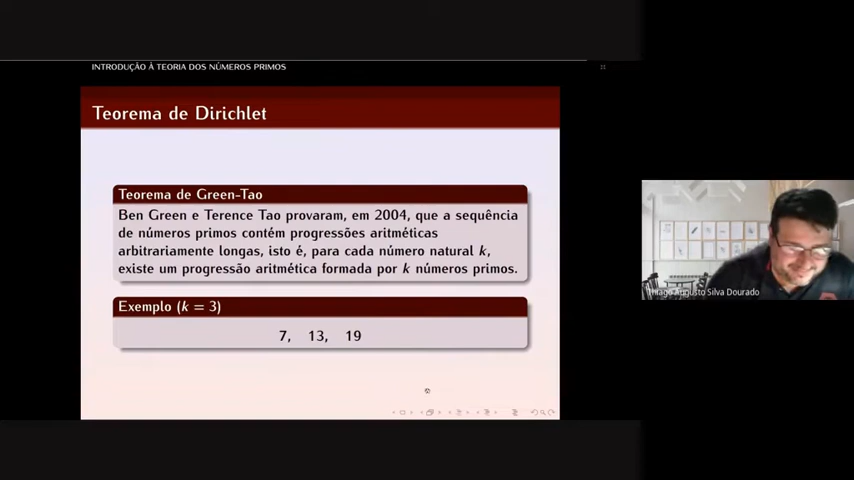 INTRODUÇÃO À TEORIA DOS NÚMEROS PRIMOS
Teorema de Dirichlet
Teorema de Green-Tao
Ben Green e Terence Tao provaram, em 2004, que a sequência
de números primos contém progressões aritméticas
arbitrariamente longas, isto é, para cada número natural k,
existe um progressão aritmética formada por k números primos.
Exemplo (k = 3)
7, 13, 19
Thiago Augusto Silva Dourado